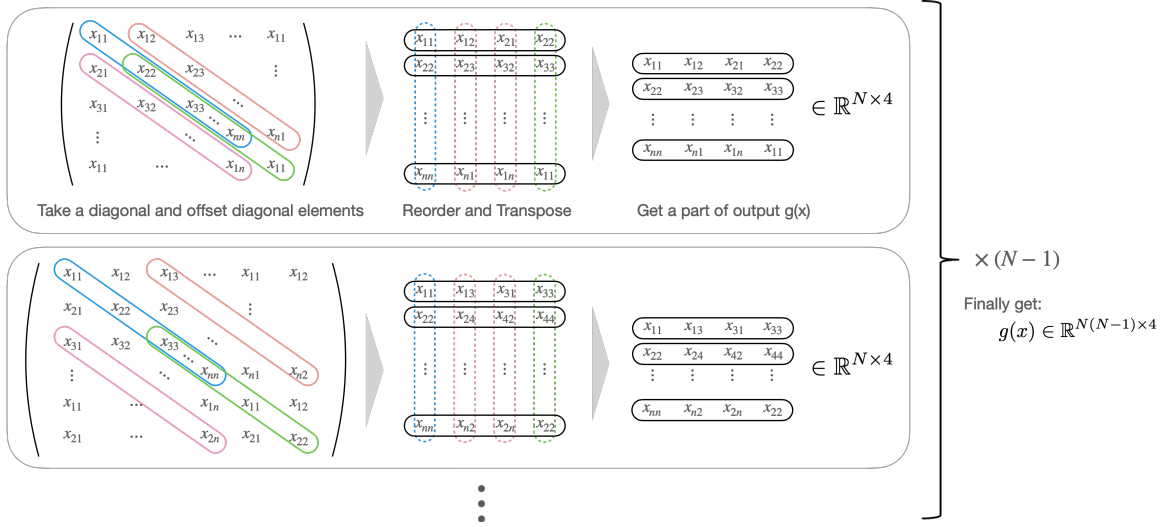 x₁₁ x₁₂ x₁₃ ... x₁₁
x₂₁ x₂₂ x₂₃ ⋮
x₃₁ x₃₂ x₃₃ ...
⋮ ... ... xₙₙ xₙ₁
x₁₁ ... x₁ₙ x₁₁
Take a diagonal and offset diagonal elements
x₁₁ x₁₂ x₂₁ x₂₂
x₂₂ x₂₃ x₃₂ x₃₃
⋮ ⋮ ⋮ ⋮
xₙₙ xₙ₁ x₁ₙ x₁₁
Reorder and Transpose
x₁₁ x₁₂ x₂₁ x₂₂
x₂₂ x₂₃ x₃₂ x₃₃
⋮ ⋮ ⋮ ⋮
xₙₙ xₙ₁ x₁ₙ x₁₁
∈ ℝ^{N×4}
Get a part of output g(x)
x₁₁ x₁₂ x₁₃ ... x₁₁ x₁₂
x₂₁ x₂₂ x₂₃ ⋮
x₃₁ x₃₂ x₃₃ ...
⋮ ... ... xₙₙ xₙ₁ xₙ₂
x₁₁ ... x₁ₙ x₁₁ x₁₂
x₂₁ ... x₂ₙ x₂₁ x₂₂
x₁₁ x₁₃ x₃₁ x₃₃
x₂₂ x₂₄ x₄₂ x₄₄
⋮ ⋮ ⋮ ⋮
xₙₙ xₙ₂ x₂ₙ x₂₂
x₁₁ x₁₃ x₃₁ x₃₃
x₂₂ x₂₄ x₄₂ x₄₄
⋮ ⋮ ⋮ ⋮
xₙₙ xₙ₂ x₂ₙ x₂₂
∈ ℝ^{N×4}
⋮
× (N − 1)
Finally get:
g(x) ∈ ℝ^{N(N−1)×4}